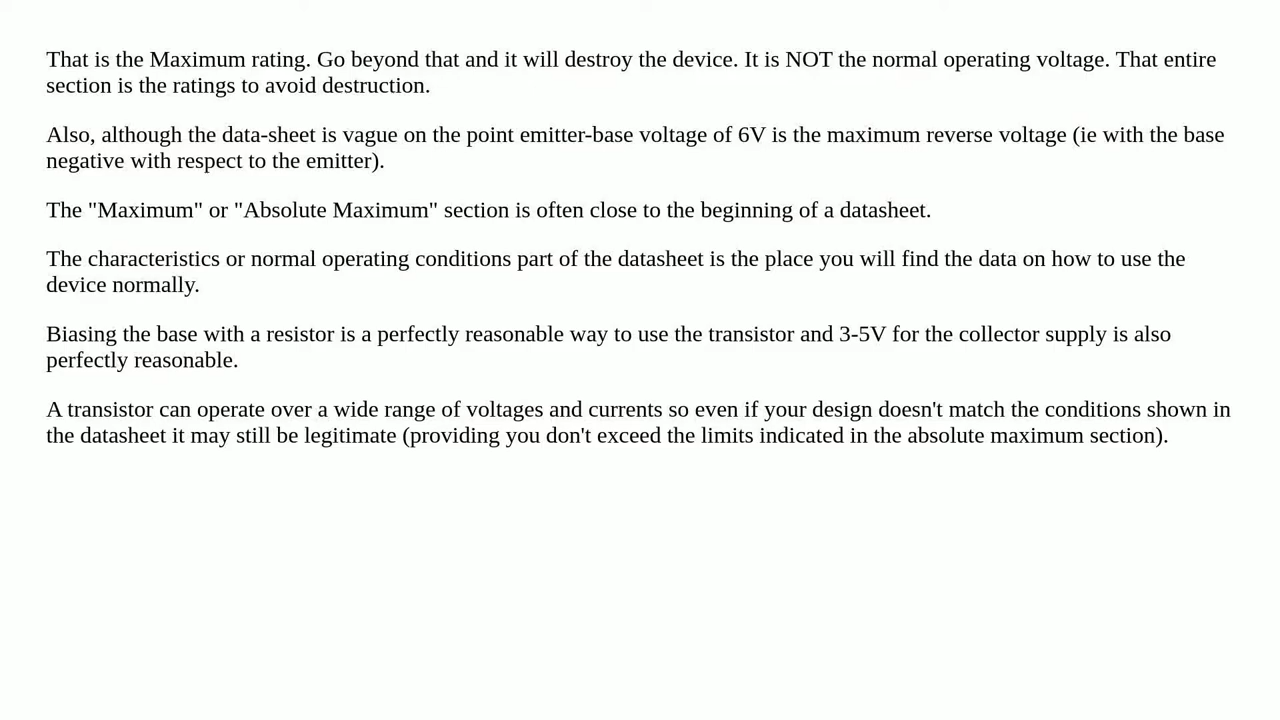 That is the Maximum rating. Go beyond that and it will destroy the device. It is NOT the normal operating voltage. That entire
section is the ratings to avoid destruction.
Also, although the data-sheet is vague on the point emitter-base voltage of 6V is the maximum reverse voltage (ie with the base
negative with respect to the emitter).
The "Maximum" or "Absolute Maximum" section is often close to the beginning of a datasheet.
The characteristics or normal operating conditions part of the datasheet is the place you will find the data on how to use the
device normally.
Biasing the base with a resistor is a perfectly reasonable way to use the transistor and 3-5V for the collector supply is also
perfectly reasonable.
A transistor can operate over a wide range of voltages and currents so even if your design doesn't match the conditions shown in
the datasheet it may still be legitimate (providing you don't exceed the limits indicated in the absolute maximum section).